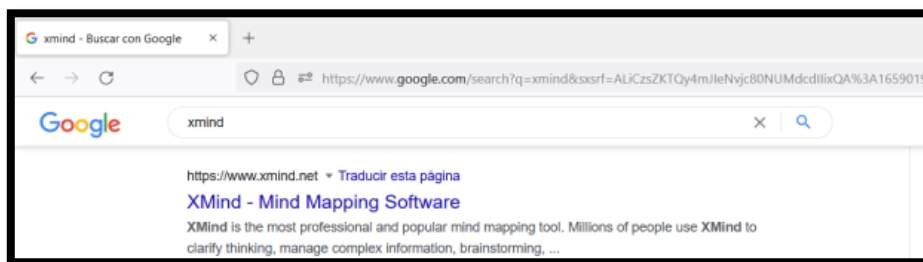 xmind - Buscar con Google
https://www.google.com/search?q=xmind&sxsrf=ALiCzsZKTQy4mJleNvjc80NUMdcdIlixQA%3A1659019
Google xmind
https://www.xmind.net Traducir esta página
XMind - Mind Mapping Software
XMind is the most professional and popular mind mapping tool. Millions of people use XMind to
clarify thinking, manage complex information, brainstorming, ...